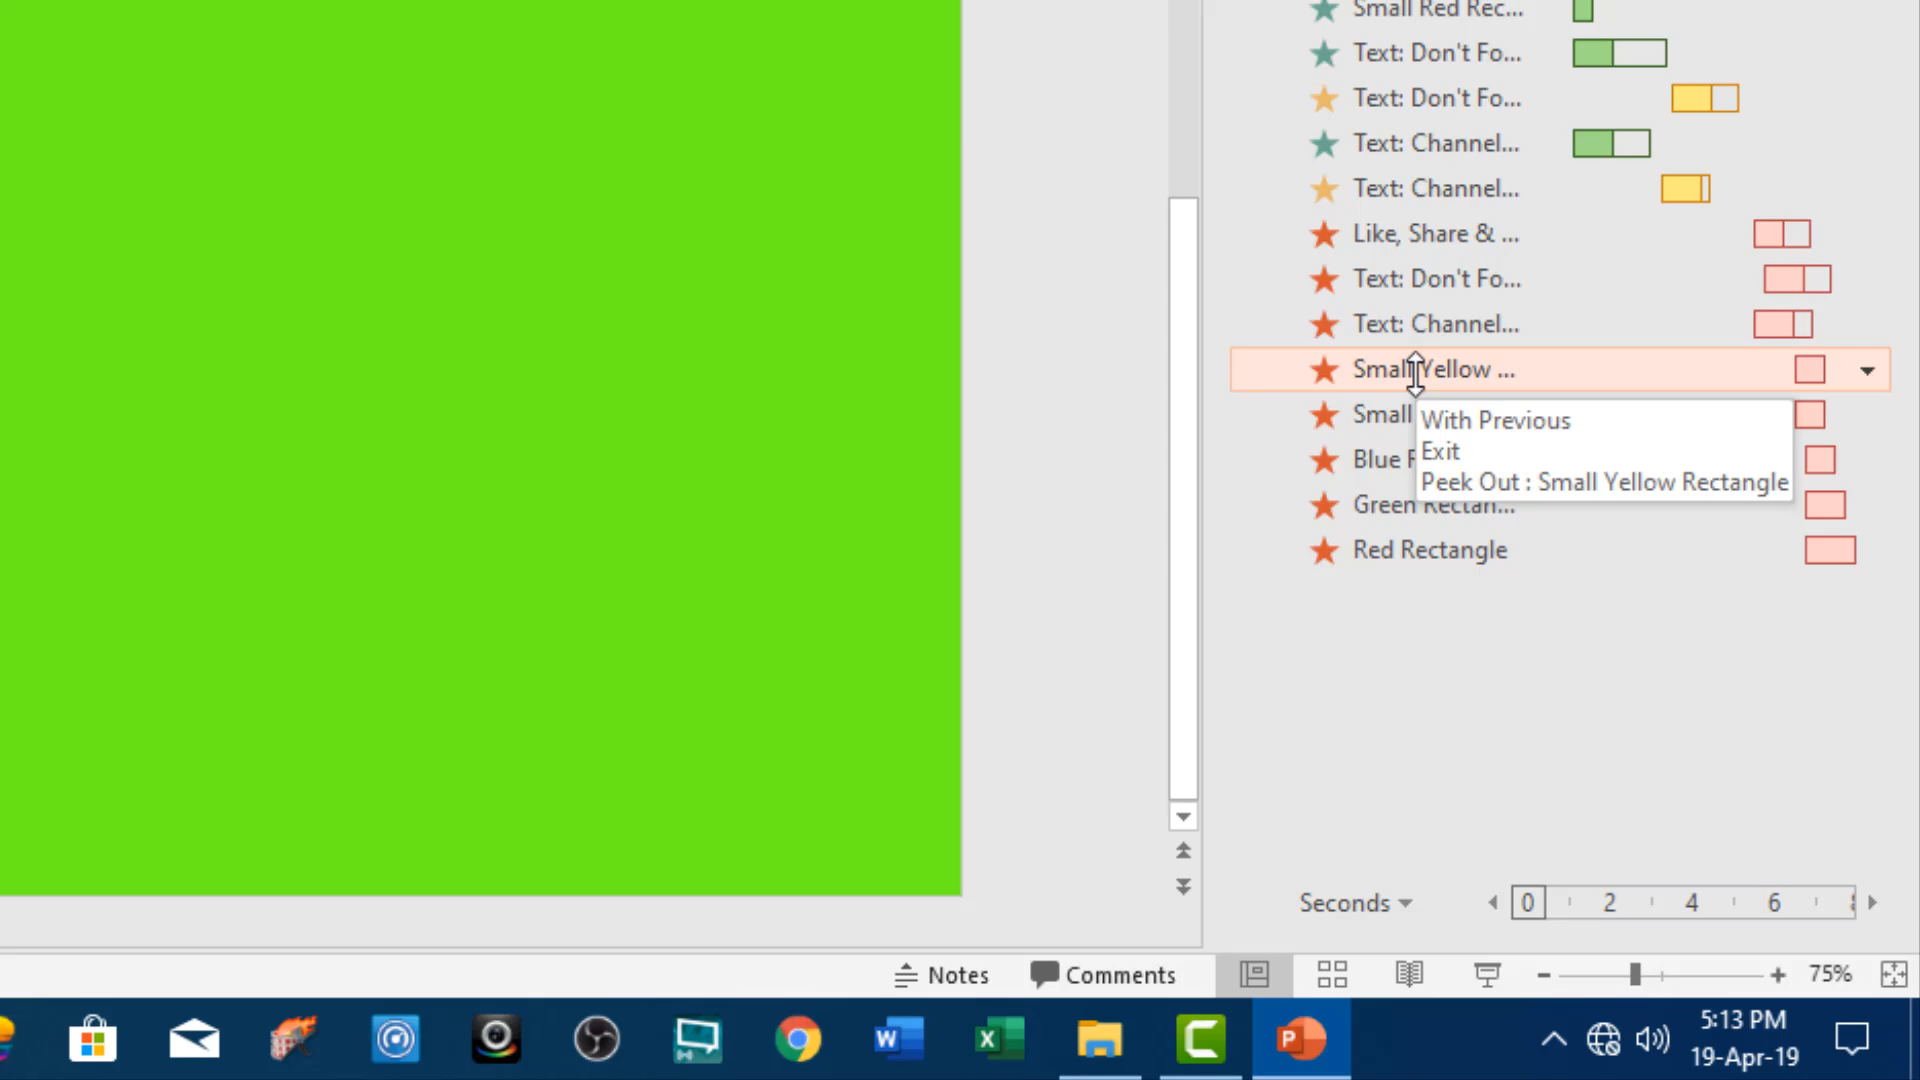 Small Red Rec...
Text: Don't Fo...
Text: Don't Fo...
Text: Channel...
Text: Channel...
Like, Share & ...
Text: Don't Fo...
Text: Channel...
Small Yellow ...
Small
With Previous
Exit
Blue
Peek Out : Small Yellow Rectangle
Green Rectan...
Red Rectangle
Seconds 0 2 4 6
Notes Comments 75%
5:13 PM
19-Apr-19